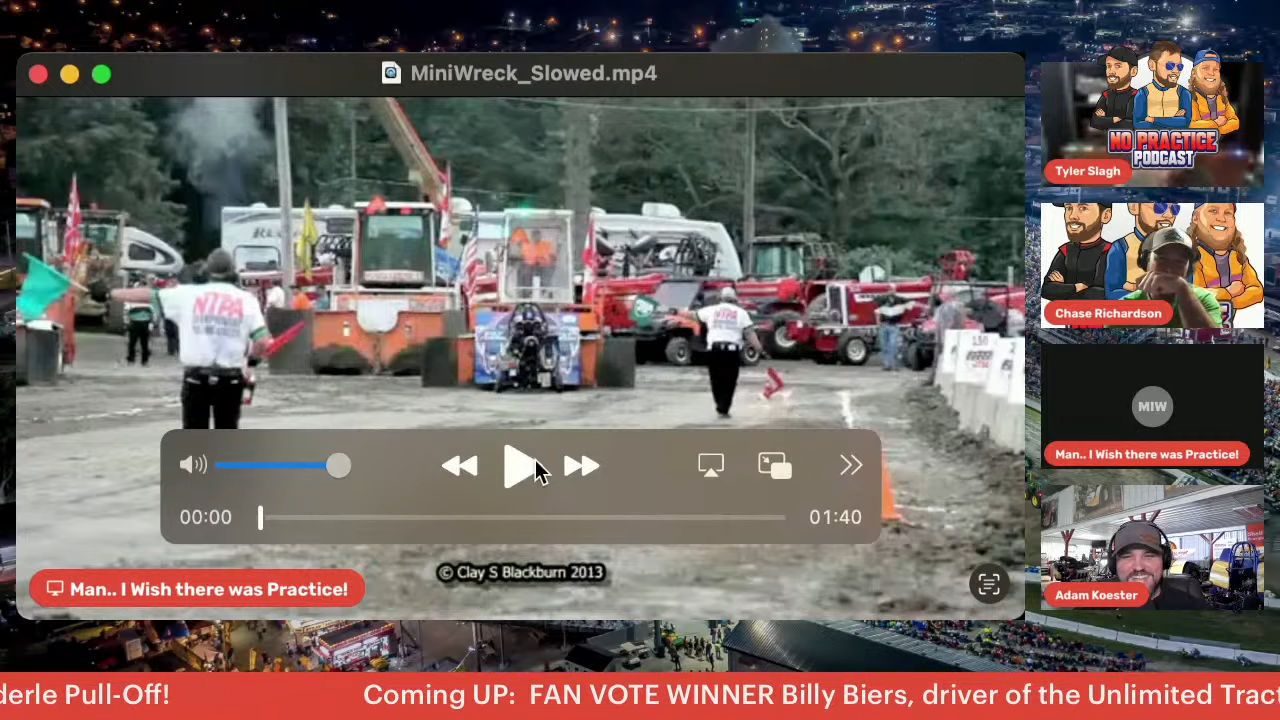 MiniWreck_Slowed.mp4
NO PRACTICE
PODCAST
Tyler Slagh
NTPA
NTPA
Chase Richardson
00:00
01:40
MIW
Man.. I Wish there was Practice!
© Clay S Blackburn 2013
Man.. I Wish there was Practice!
Adam Koester
derle Pull-Off!
Coming UP: FAN VOTE WINNER Billy Biers, driver of the Unlimited Tract